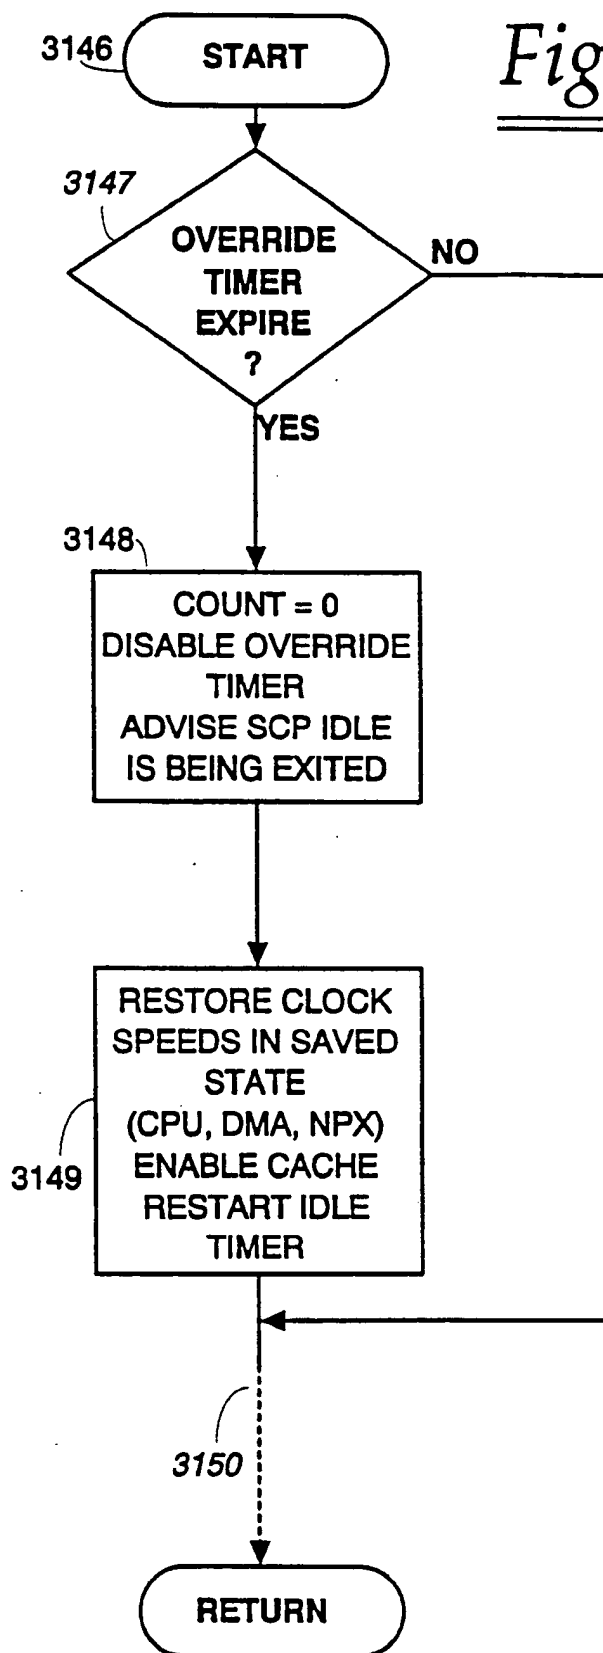 3146
START
Fig
3147
OVERRIDE
TIMER
EXPIRE
?
NO
YES
3148
COUNT = 0
DISABLE OVERRIDE
TIMER
ADVISE SCP IDLE
IS BEING EXITED
RESTORE CLOCK
SPEEDS IN SAVED
STATE
(CPU, DMA, NPX)
ENABLE CACHE
RESTART IDLE
TIMER
3149
3150
RETURN